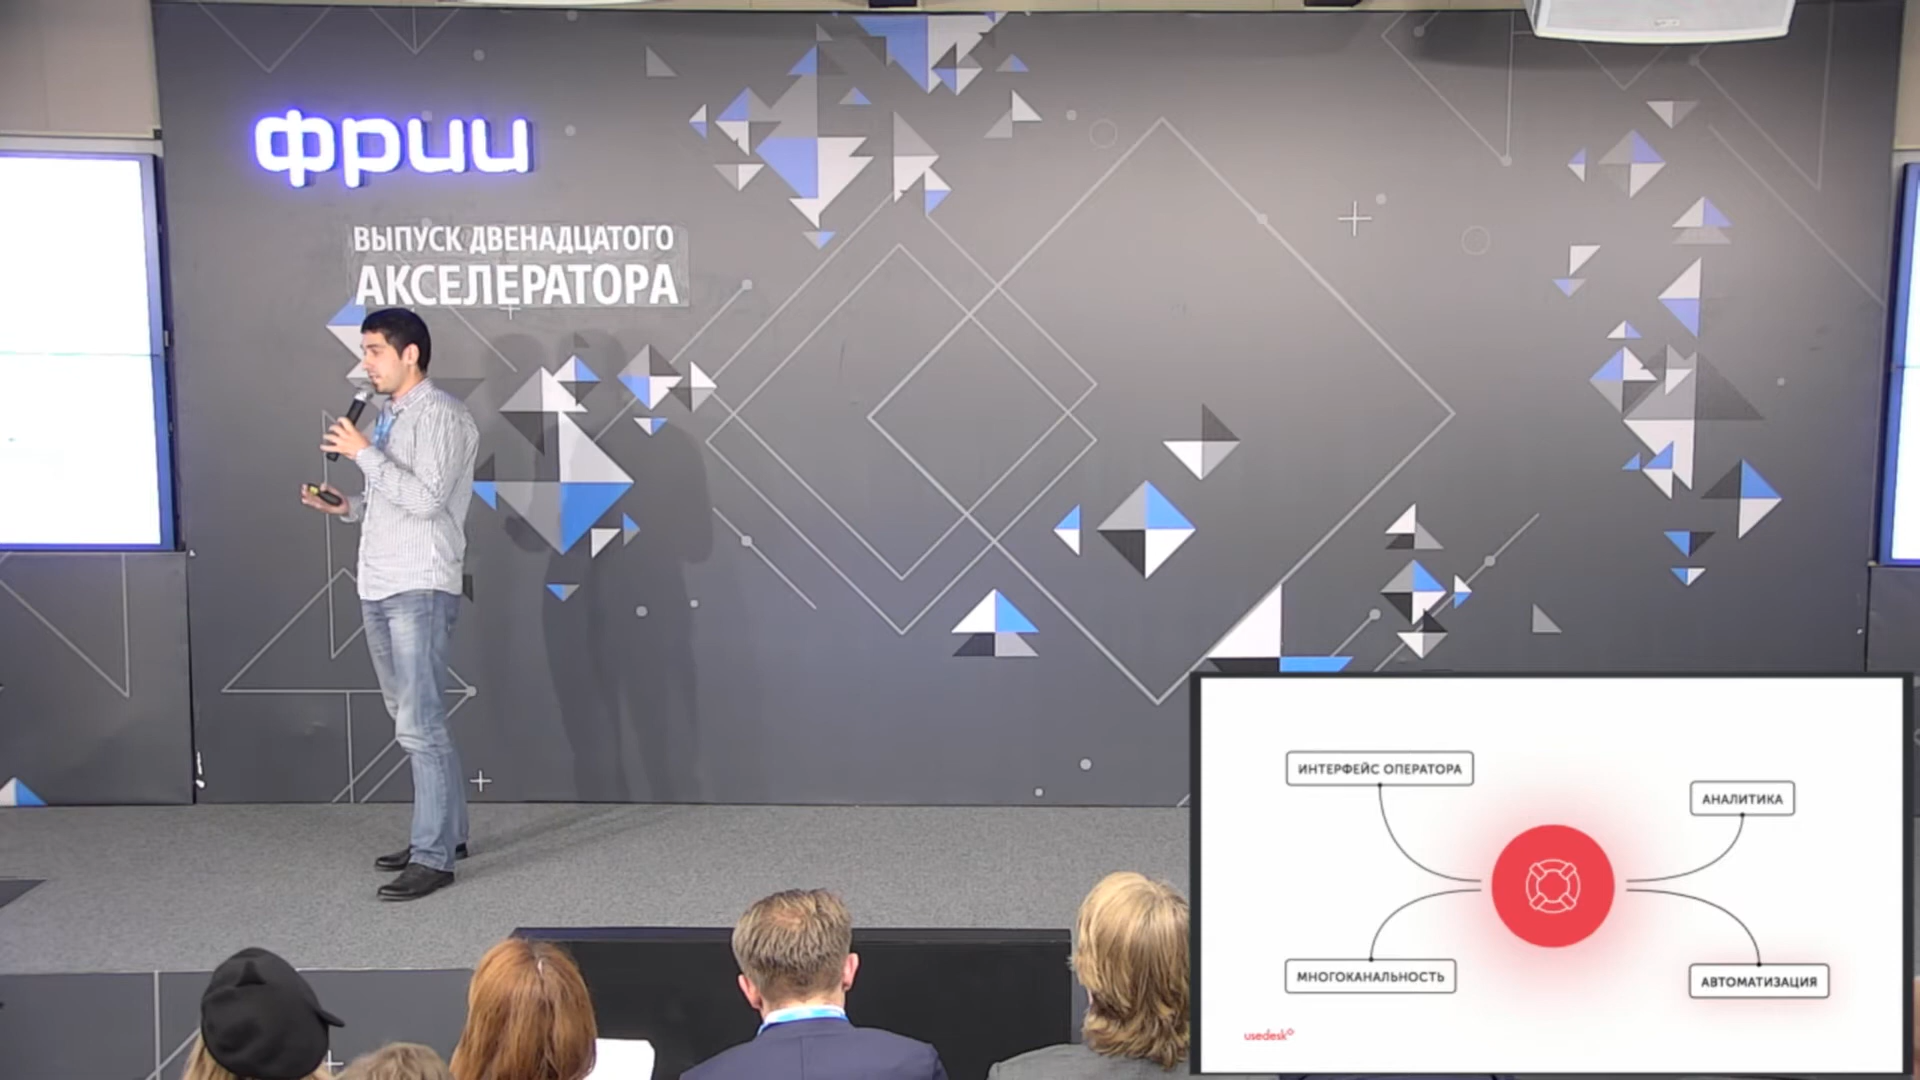 фрии
ВЫПУСК ДВЕНАДЦАТОГО
АКСЕЛЕРАТОРА
ИНТЕРФЕЙС ОПЕРАТОРА
АНАЛИТИКА
МНОГОКАНАЛЬНОСТЬ
АВТОМАТИЗАЦИЯ
usedesk